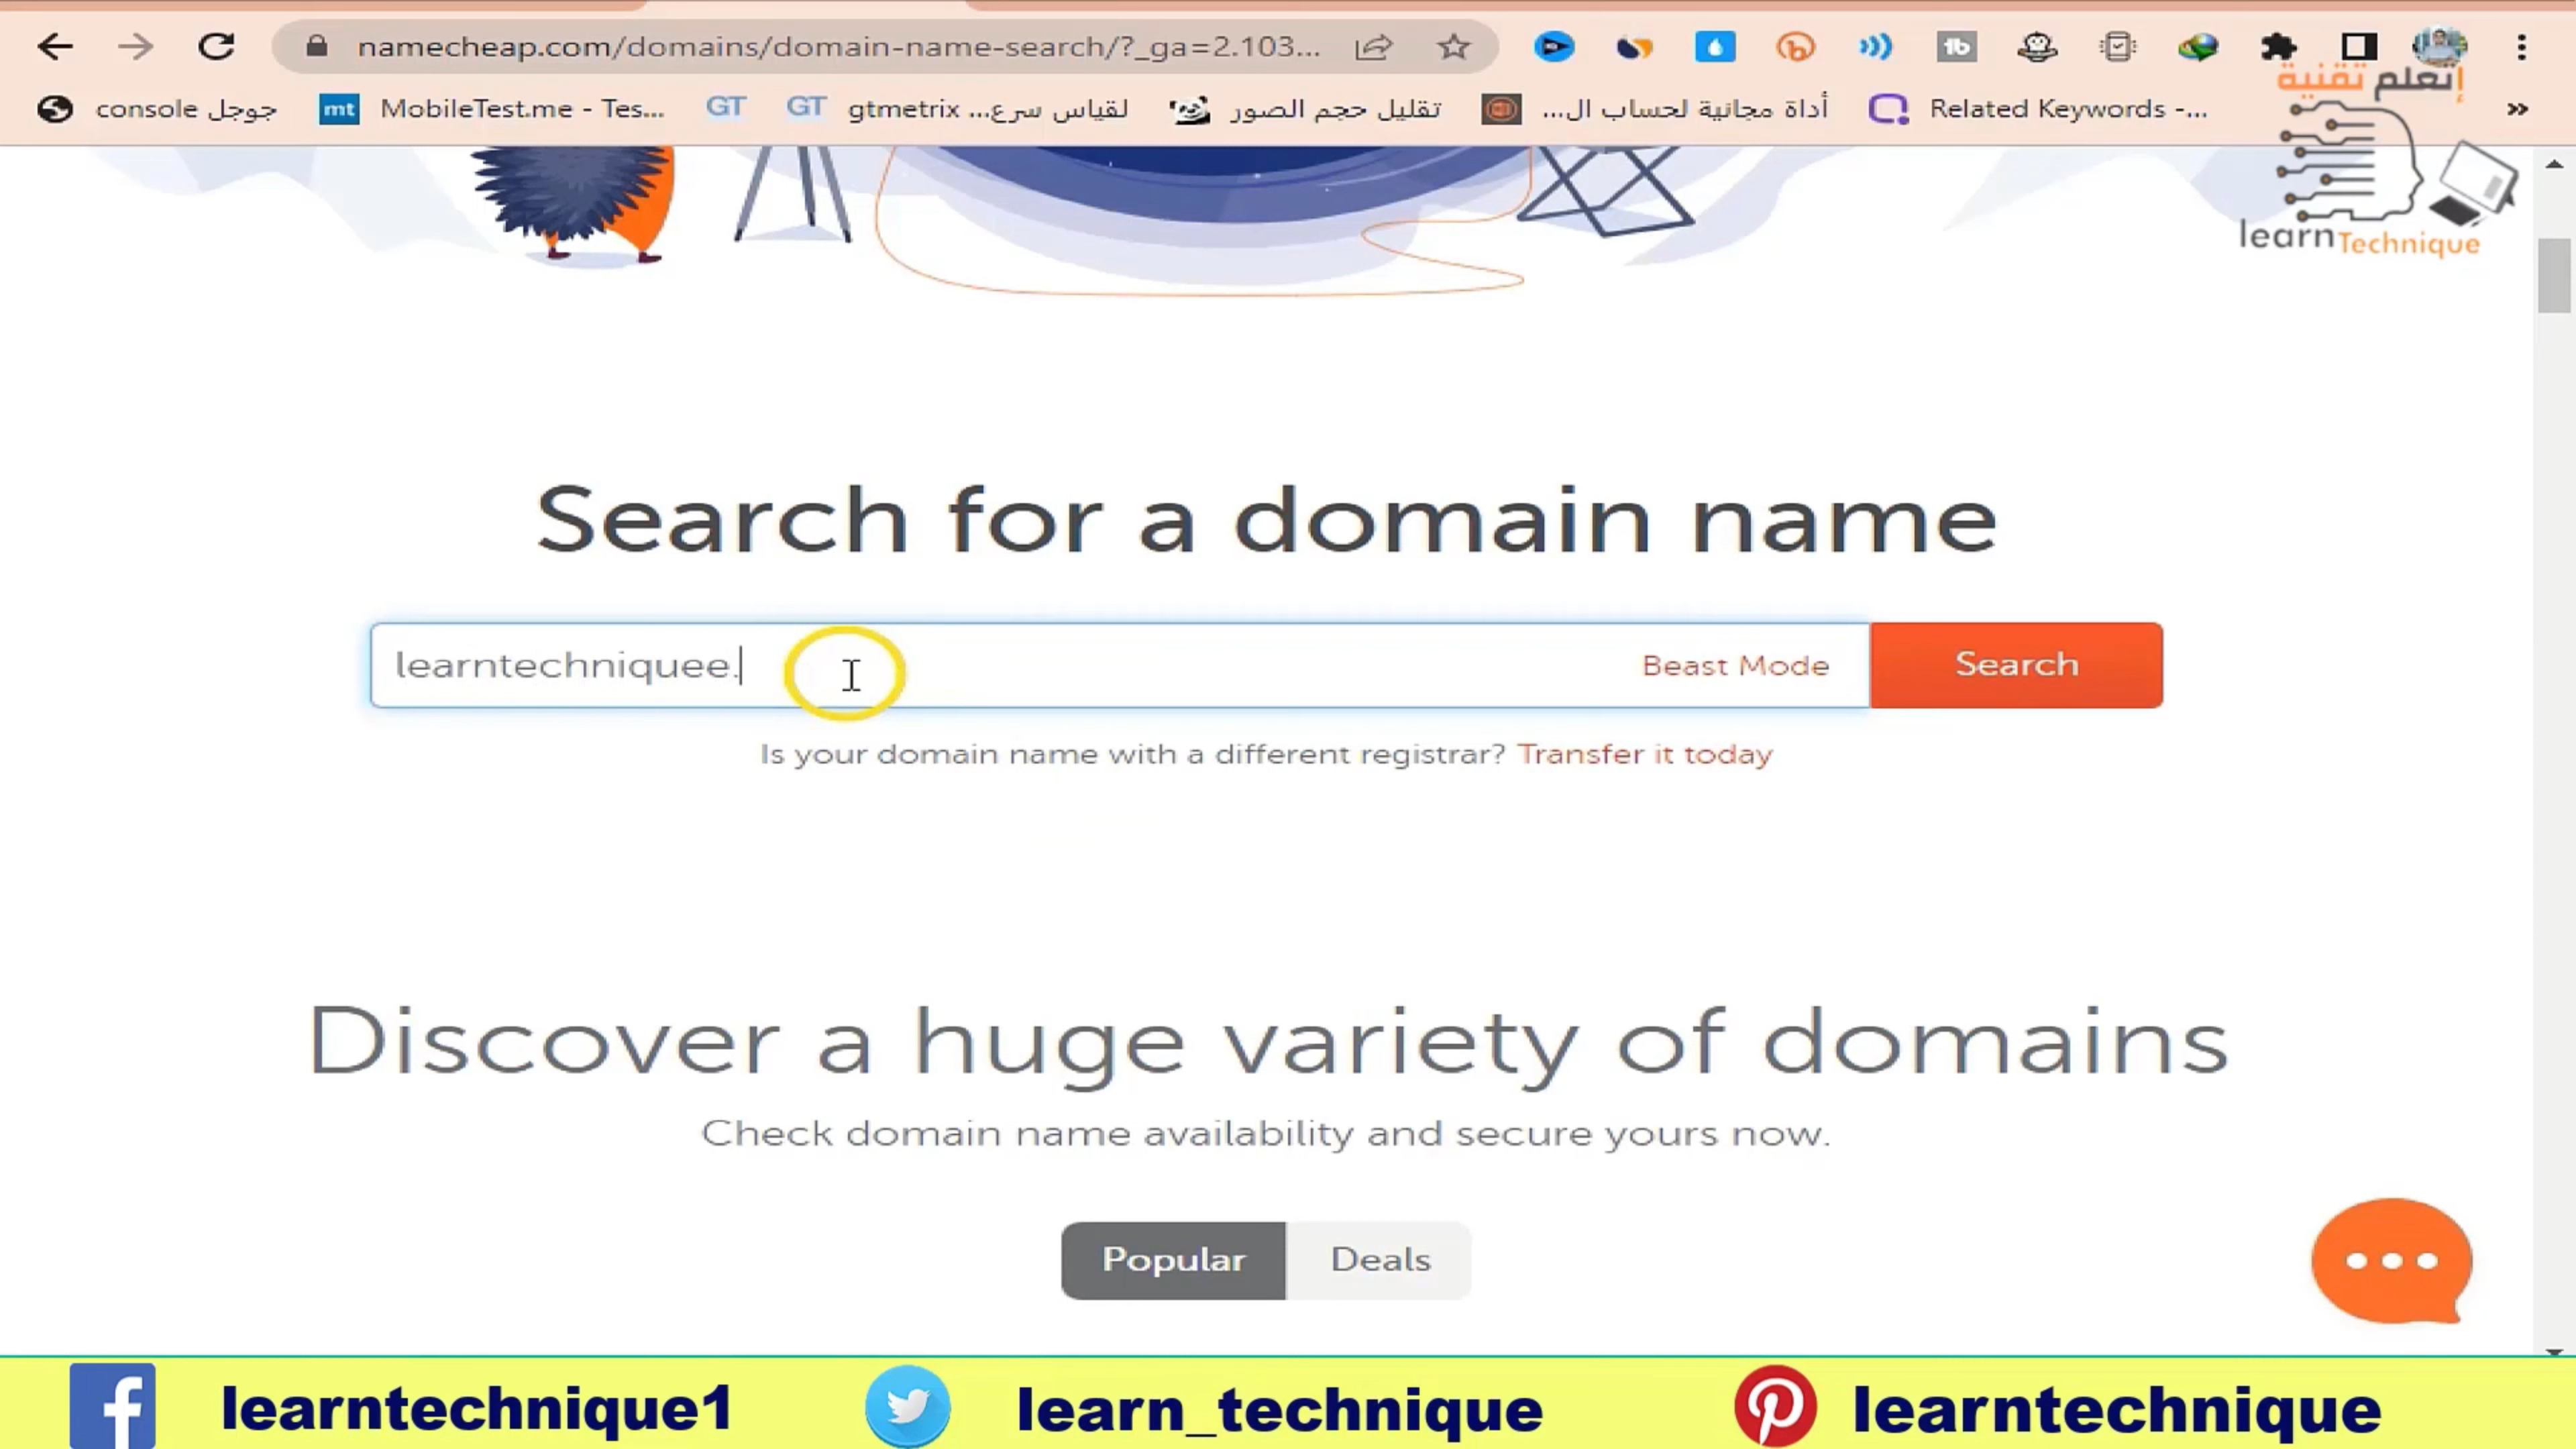 namecheap.com/domains/domain-name-search/?_ga=2.103...
console جوجل
mt MobileTest.me - Tes...
GT
GT gtmetrix لقياس سرع...
تقليل حجم الصور
أداة مجانية لحساب ال...
Related Keywords -...
إتعلم تقنية
learn Technique
Search for a domain name
learntechniquee.
Beast Mode
Search
Is your domain name with a different registrar? Transfer it today
Discover a huge variety of domains
Check domain name availability and secure yours now.
Popular
Deals
learntechnique1
learn_technique
learntechnique